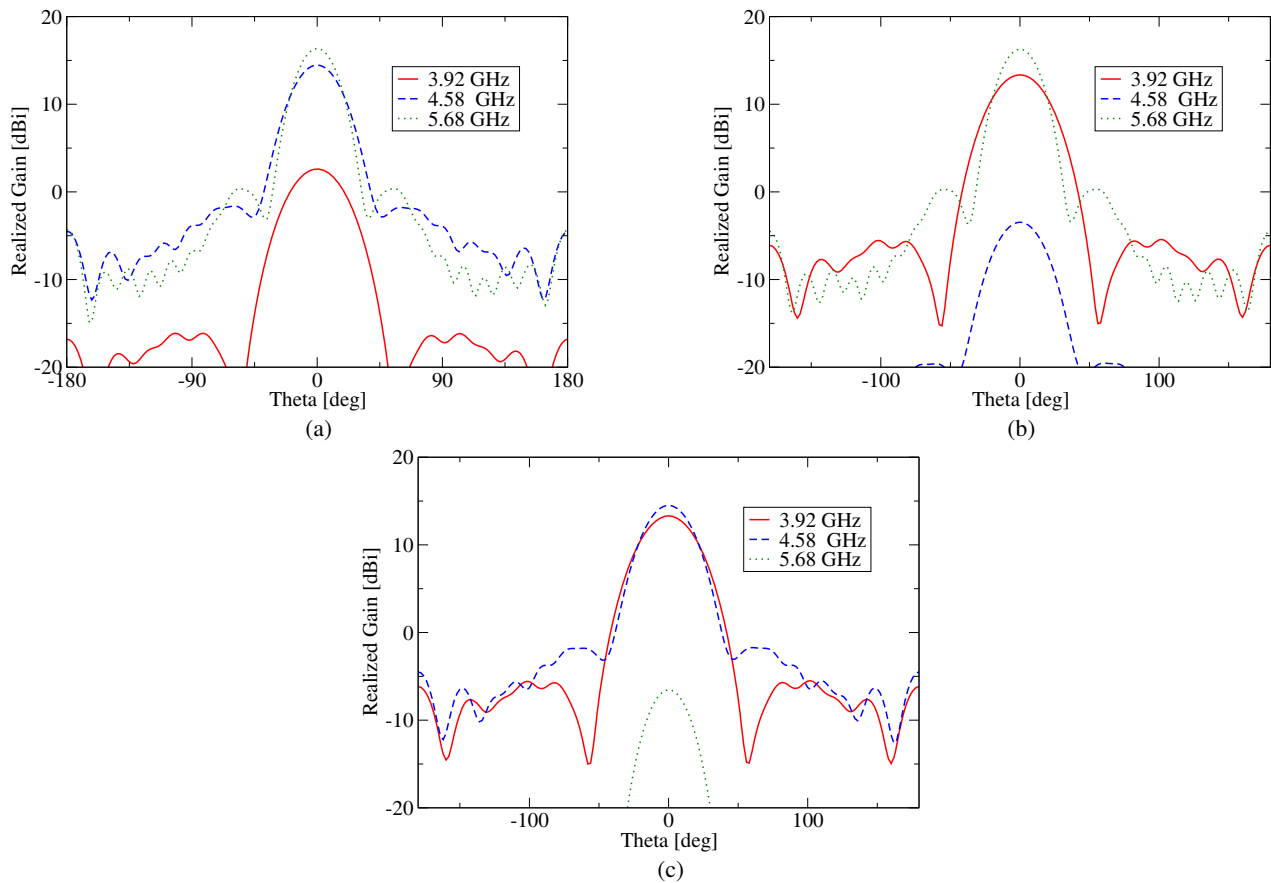 20
10
0
-10
-20
Realized Gain [dBi]
3.92 GHz
4.58 GHz
5.68 GHz
-180
-90
0
90
180
Theta [deg]
(a)
20
10
0
-10
-20
Realized Gain [dBi]
3.92 GHz
4.58 GHz
5.68 GHz
-100
0
100
Theta [deg]
(b)
20
10
0
-10
-20
Realized Gain [dBi]
3.92 GHz
4.58 GHz
5.68 GHz
-100
0
100
Theta [deg]
(c)